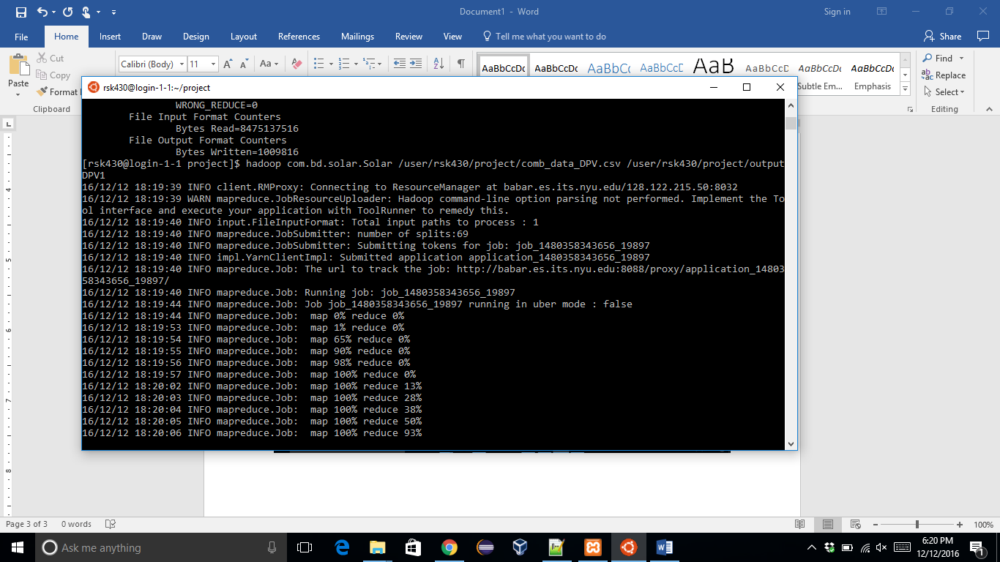 Document1 - Word
Sign in
File Home Insert Draw Design Layout References Mailings Review View Tell me what you want to do Share
Cut
Calibri (Body) 11 Aa
Find
Copy
Replace
Paste
Format
Subtle Em... Emphasis
Select
Clipboard
Editing
AaBbCcDc AaBbCcDc AaBbCc AaBbCcD AaB AaBbCcD AaBbCcDc AaBbCcDc
rsk430@login-1-1:~/project
WRONG_REDUCE=0
File Input Format Counters
Bytes Read=8475137516
File Output Format Counters
Bytes Written=1009816
[rsk430@login-1-1 project]$ hadoop com.bd.solar.Solar /user/rsk430/project/comb_data_DPV.csv /user/rsk430/project/output
DPV1
16/12/12 18:19:39 INFO client.RMProxy: Connecting to ResourceManager at babar.es.its.nyu.edu/128.122.215.50:8032
16/12/12 18:19:39 WARN mapreduce.JobResourceUploader: Hadoop command-line option parsing not performed. Implement the To
ol interface and execute your application with ToolRunner to remedy this.
16/12/12 18:19:40 INFO input.FileInputFormat: Total input paths to process : 1
16/12/12 18:19:40 INFO mapreduce.JobSubmitter: number of splits:69
16/12/12 18:19:40 INFO mapreduce.JobSubmitter: Submitting tokens for job: job_1480358343656_19897
16/12/12 18:19:40 INFO impl.YarnClientImpl: Submitted application application_1480358343656_19897
16/12/12 18:19:40 INFO mapreduce.Job: The url to track the job: http://babar.es.its.nyu.edu:8088/proxy/application_14803
58343656_19897/
16/12/12 18:19:40 INFO mapreduce.Job: Running job: job_1480358343656_19897
16/12/12 18:19:44 INFO mapreduce.Job: Job job_1480358343656_19897 running in uber mode : false
16/12/12 18:19:44 INFO mapreduce.Job:  map 0% reduce 0%
16/12/12 18:19:53 INFO mapreduce.Job:  map 1% reduce 0%
16/12/12 18:19:54 INFO mapreduce.Job:  map 65% reduce 0%
16/12/12 18:19:55 INFO mapreduce.Job:  map 90% reduce 0%
16/12/12 18:19:56 INFO mapreduce.Job:  map 98% reduce 0%
16/12/12 18:19:57 INFO mapreduce.Job:  map 100% reduce 0%
16/12/12 18:20:02 INFO mapreduce.Job:  map 100% reduce 13%
16/12/12 18:20:03 INFO mapreduce.Job:  map 100% reduce 28%
16/12/12 18:20:04 INFO mapreduce.Job:  map 100% reduce 38%
16/12/12 18:20:05 INFO mapreduce.Job:  map 100% reduce 50%
16/12/12 18:20:06 INFO mapreduce.Job:  map 100% reduce 93%
4
5
6
7
8
Page 3 of 3 0 words
100%
Ask me anything
6:20 PM
12/12/2016
1